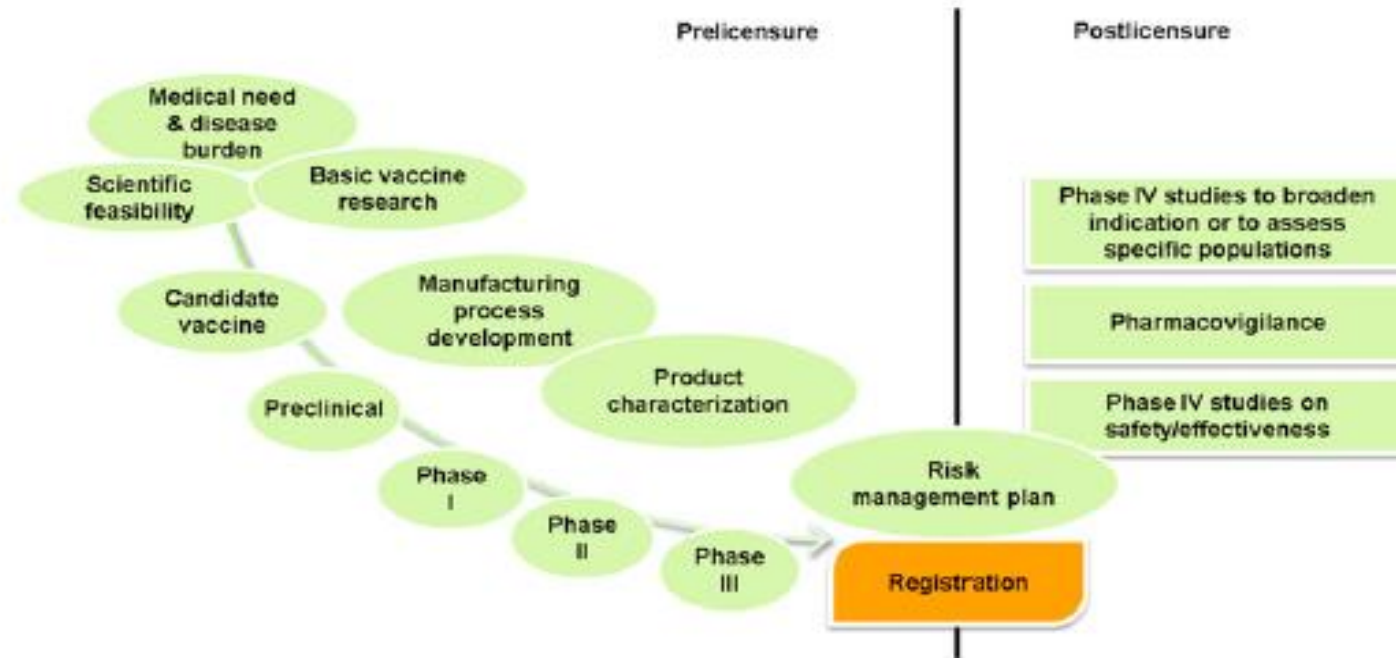 Prelicensure
Postlicensure
Medical need
& disease
burden
Scientific
feasibility
Basic vaccine
research
Candidate
vaccine
Manufacturing
process
development
Product
characterization
Preclinical
Phase
I
Phase
II
Phase
III
Risk
management plan
Registration
Phase IV studies to broaden
indication or to assess
specific populations
Pharmacovigilance
Phase IV studies on
safety/effectiveness